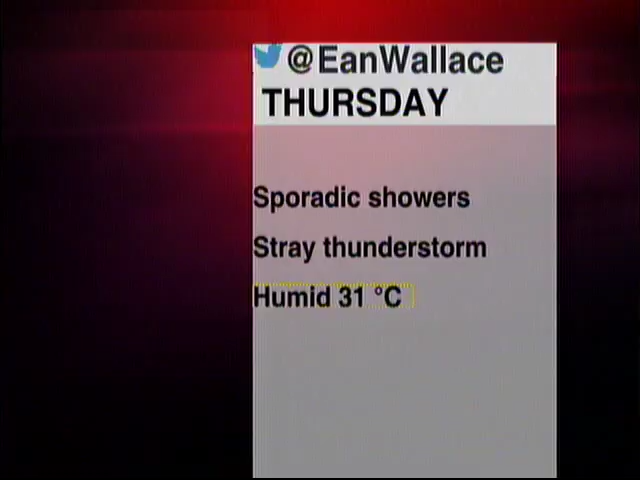 @EanWallace
THURSDAY
Sporadic showers
Stray thunderstorm
Humid 31 °C